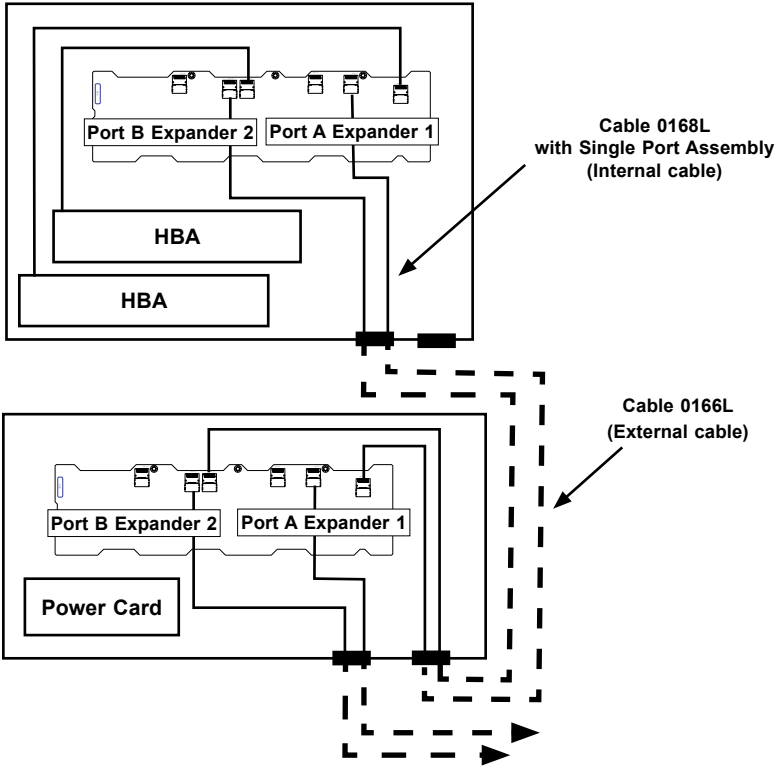 Port B Expander 2
Port A Expander 1
HBA
HBA
Cable 0168L
with Single Port Assembly
(Internal cable)
Cable 0166L
(External cable)
Port B Expander 2
Port A Expander 1
Power Card